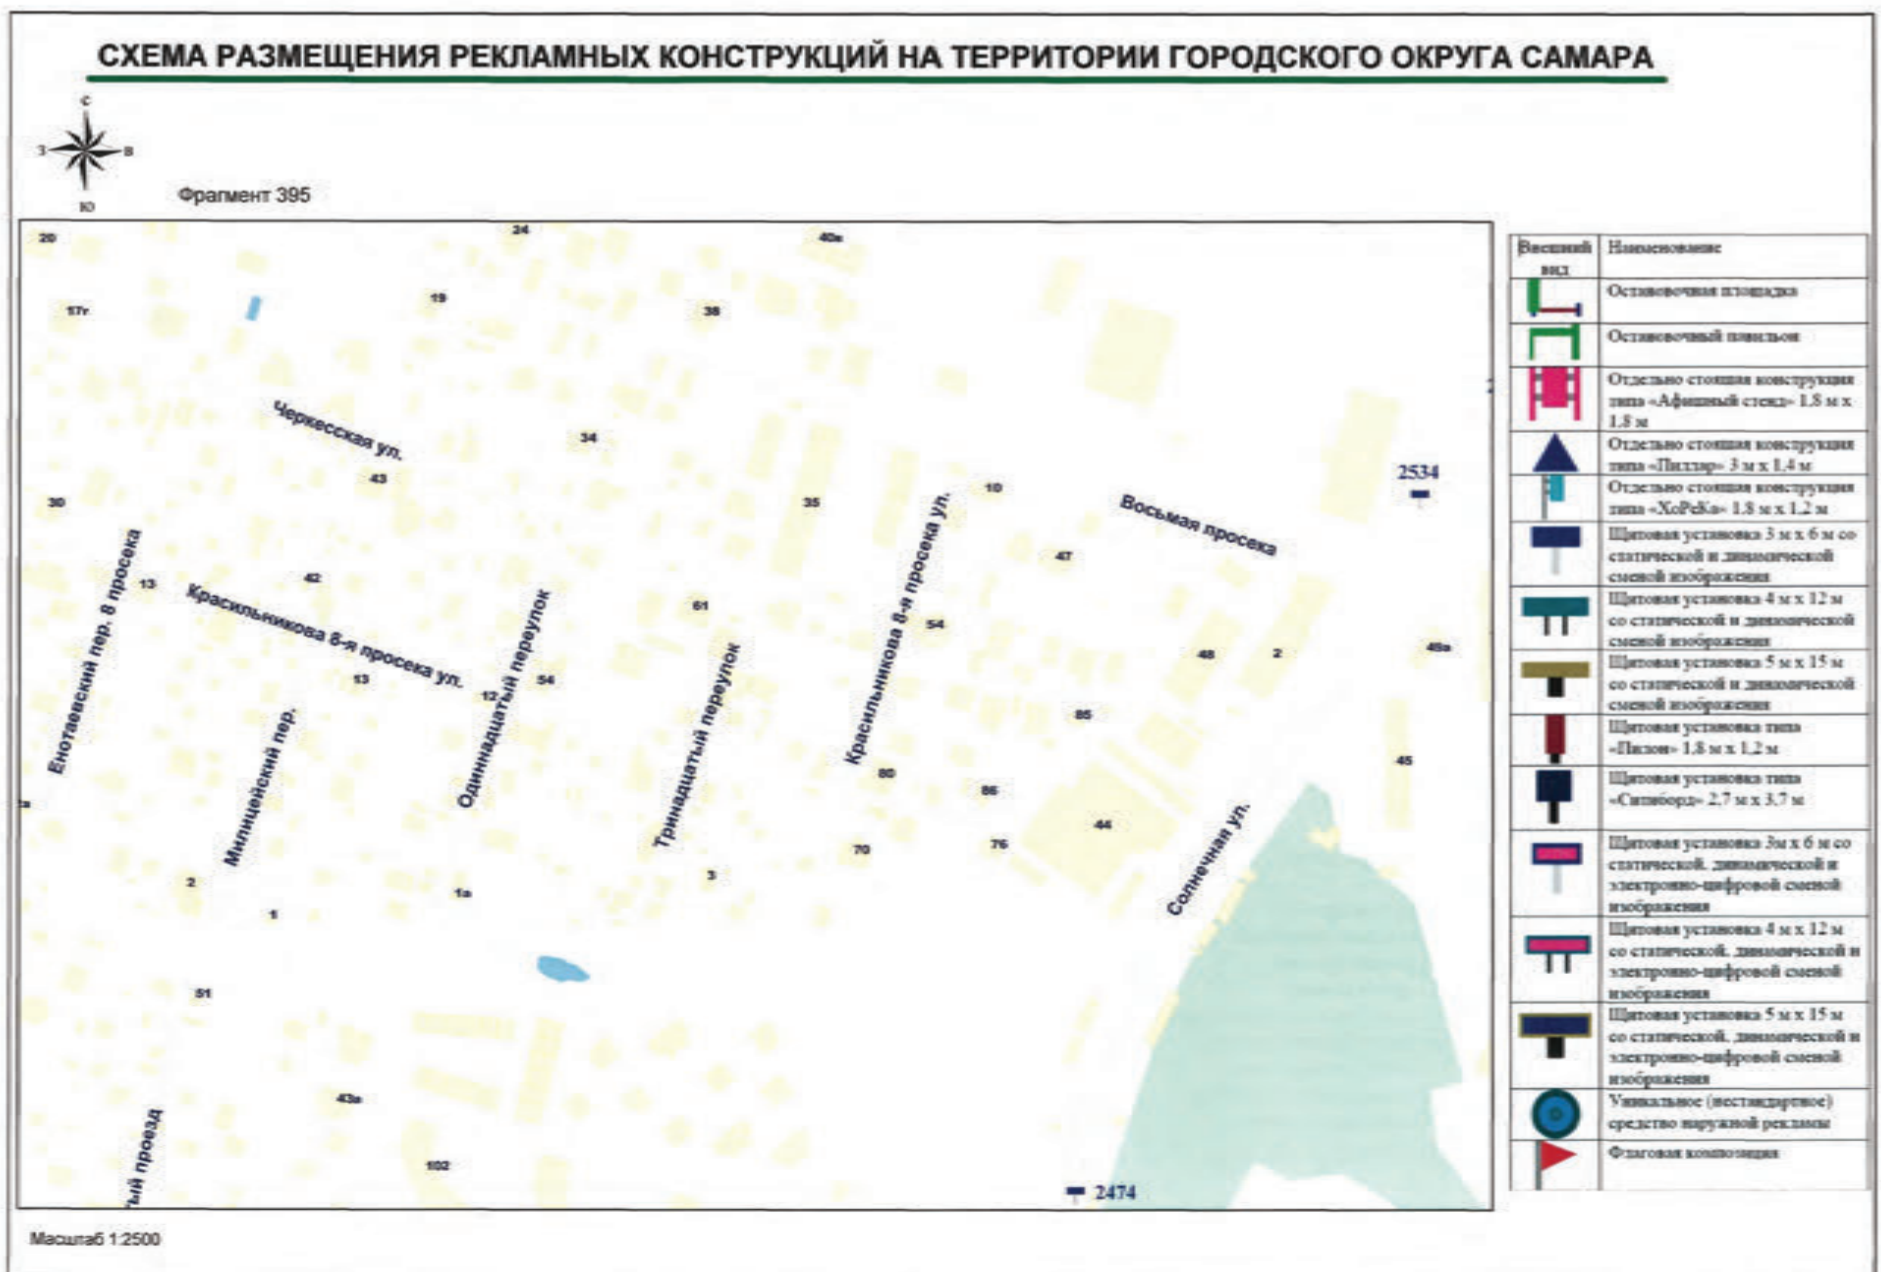 СХЕМА РАЗМЕЩЕНИЯ РЕКЛАМНЫХ КОНСТРУКЦИЙ НА ТЕРРИТОРИИ ГОРОДСКОГО ОКРУГА САМАРА
С
З В
Ю
Фрагмент 395
20
24
40а
17г
19
38
Черкесская ул.
43
34
30
35
10
2534
Восьмая просека
47
Енотаевский пер. 8 просека
13
42
Красильникова 8-я просека ул.
61
Красильникова 8-я просека ул.
54
48
2
48а
13
12
54
Одиннадцатый переулок
Тринадцатый переулок
85
Милицейский пер.
80
86
45
44
Солнечная ул.
70
76
2
1
1а
3
51
43а
102
ый проезд
2474
Масштаб 1:2500
Внешний вид
Наименование
Остановочная площадка
Остановочный павильон
Отдельно стоящая конструкция
типа «Афишный стенд» 1,8 м х
1,8 м
Отдельно стоящая конструкция
типа «Пиллар» 3 м х 1,4 м
Отдельно стоящая конструкция
типа «ХоРеКа» 1,8 м х 1,2 м
Щитовая установка 3 м х 6 м со
статической и динамической
сменой изображения
Щитовая установка 4 м х 12 м
со статической и динамической
сменой изображения
Щитовая установка 5 м х 15 м
со статической и динамической
сменой изображения
Щитовая установка типа
«Пилон» 1,8 м х 1,2 м
Щитовая установка типа
«Ситиборд» 2,7 м х 3,7 м
Щитовая установка 3м х 6 м со
статической, динамической и
электронно-цифровой сменой
изображения
Щитовая установка 4 м х 12 м
со статической, динамической и
электронно-цифровой сменой
изображения
Щитовая установка 5 м х 15 м
со статической, динамической и
электронно-цифровой сменой
изображения
Уникальное (нестандартное)
средство наружной рекламы
Флаговая композиция